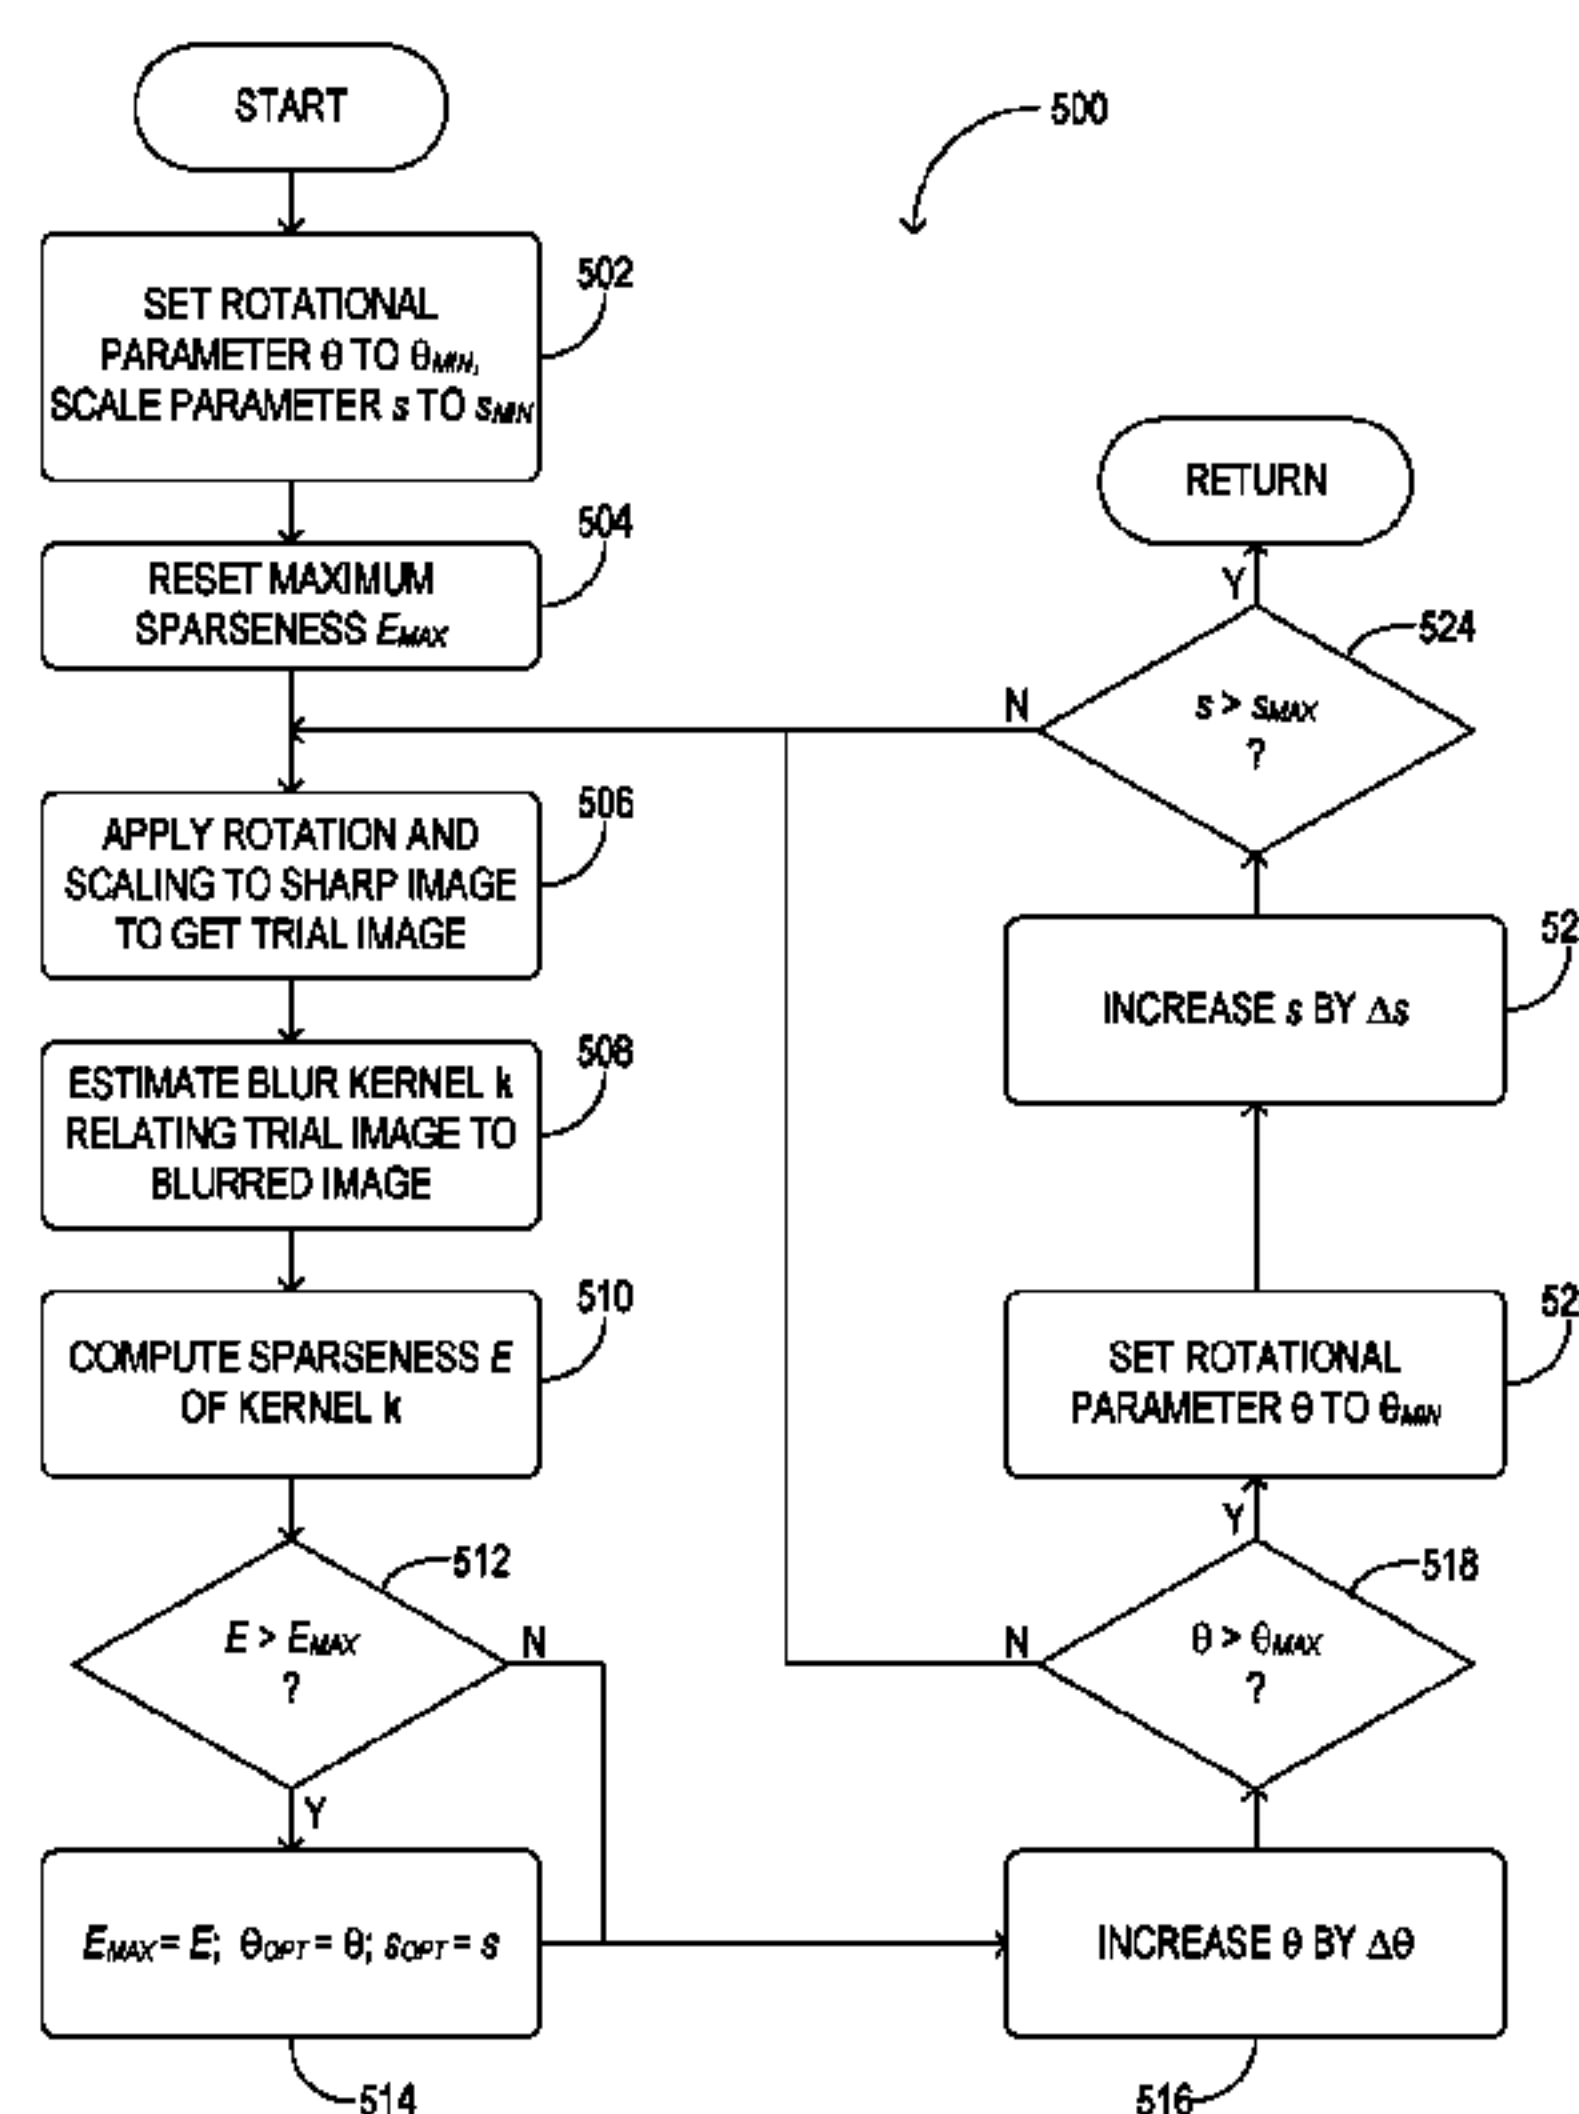 START
500
502
SET ROTATIONAL
PARAMETER θ TO θMIN,
SCALE PARAMETER s TO sMIN
504
RESET MAXIMUM
SPARSENESS EMAX
506
APPLY ROTATION AND
SCALING TO SHARP IMAGE
TO GET TRIAL IMAGE
508
ESTIMATE BLUR KERNEL k
RELATING TRIAL IMAGE TO
BLURRED IMAGE
510
COMPUTE SPARSENESS E
OF KERNEL k
512
E > EMAX
?
N
Y
EMAX = E; θOPT = θ; sOPT = s
514
INCREASE θ BY Δθ
516
518
θ > θMAX
?
N
Y
SET ROTATIONAL
PARAMETER θ TO θMIN
52
INCREASE s BY Δs
52
524
s > sMAX
?
N
Y
RETURN